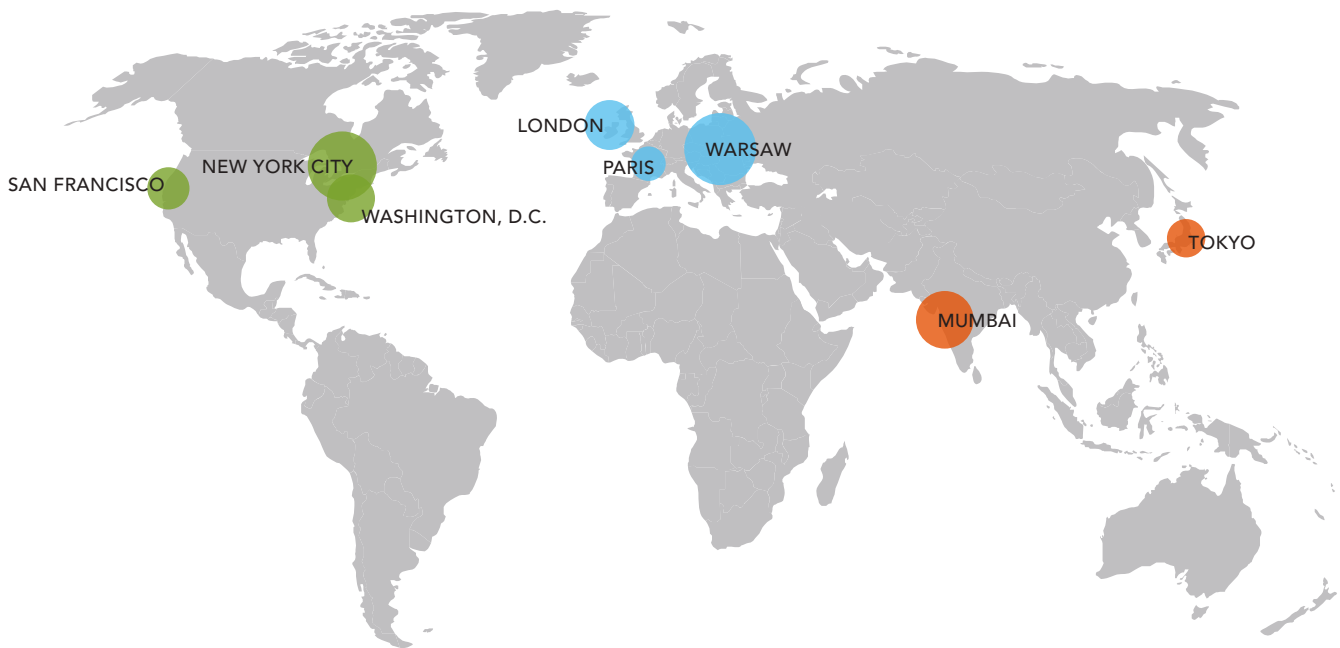 LONDON
WARSAW
NEW YORK CITY
PARIS
SAN FRANCISCO
WASHINGTON, D.C.
TOKYO
MUMBAI